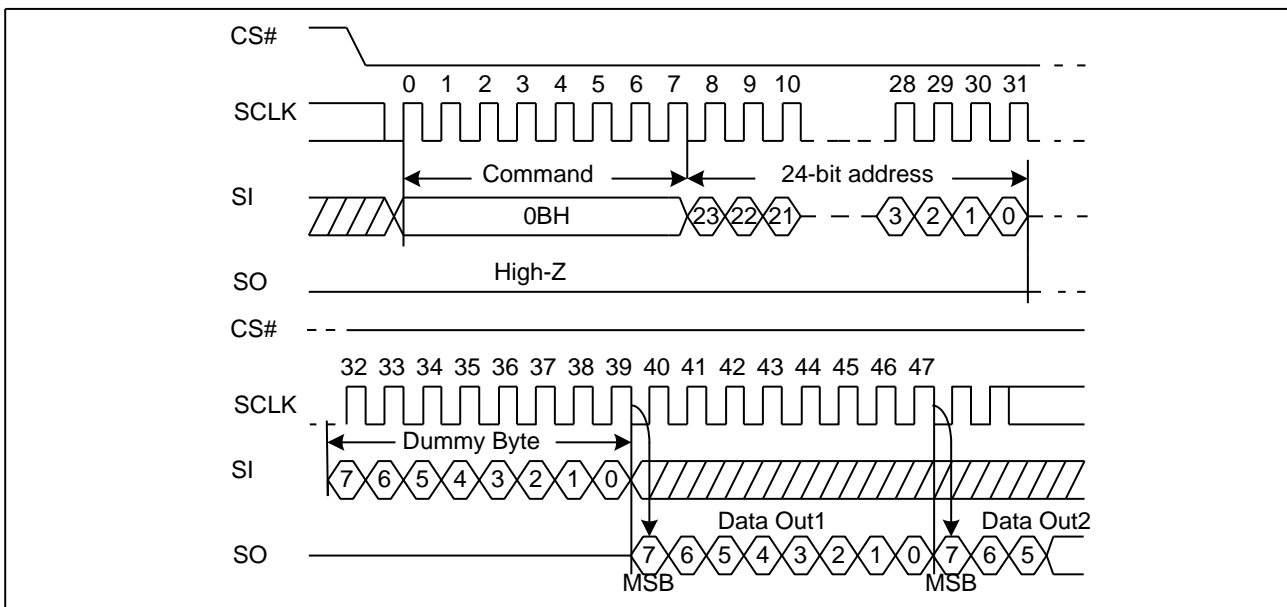 CS#
0 1 2 3 4 5 6 7 8 9 10 28 29 30 31
SCLK
Command 24-bit address
SI
0BH 23 22 21 3 2 1 0
High-Z
SO
CS#
32 33 34 35 36 37 38 39 40 41 42 43 44 45 46 47
SCLK
Dummy Byte
SI
7 6 5 4 3 2 1 0
Data Out1 Data Out2
SO
7 6 5 4 3 2 1 0 7 6 5
MSB MSB